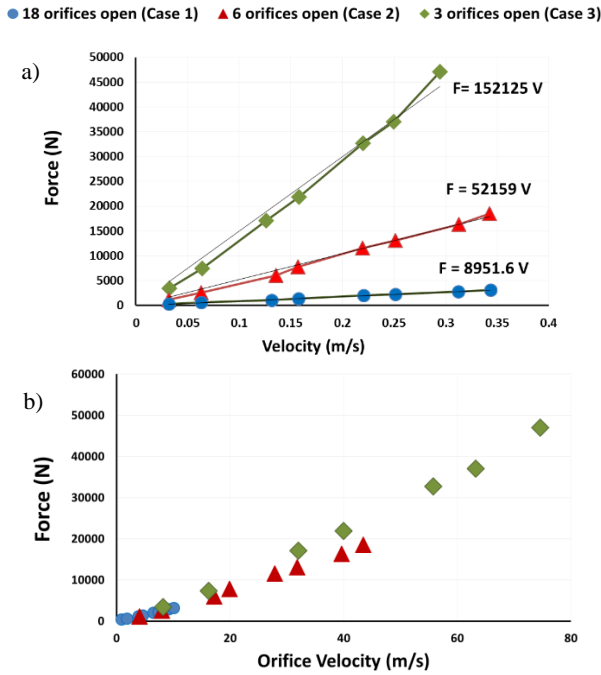 18 orifices open (Case 1) 6 orifices open (Case 2) 3 orifices open (Case 3)
a)
50000
45000
40000
35000
30000
25000
20000
15000
10000
5000
0
Force (N)
F= 152125 V
F = 52159 V
F = 8951.6 V
0 0.05 0.1 0.15 0.2 0.25 0.3 0.35 0.4
Velocity (m/s)
b)
60000
50000
40000
30000
20000
10000
0
Force (N)
0 20 40 60 80
Orifice Velocity (m/s)